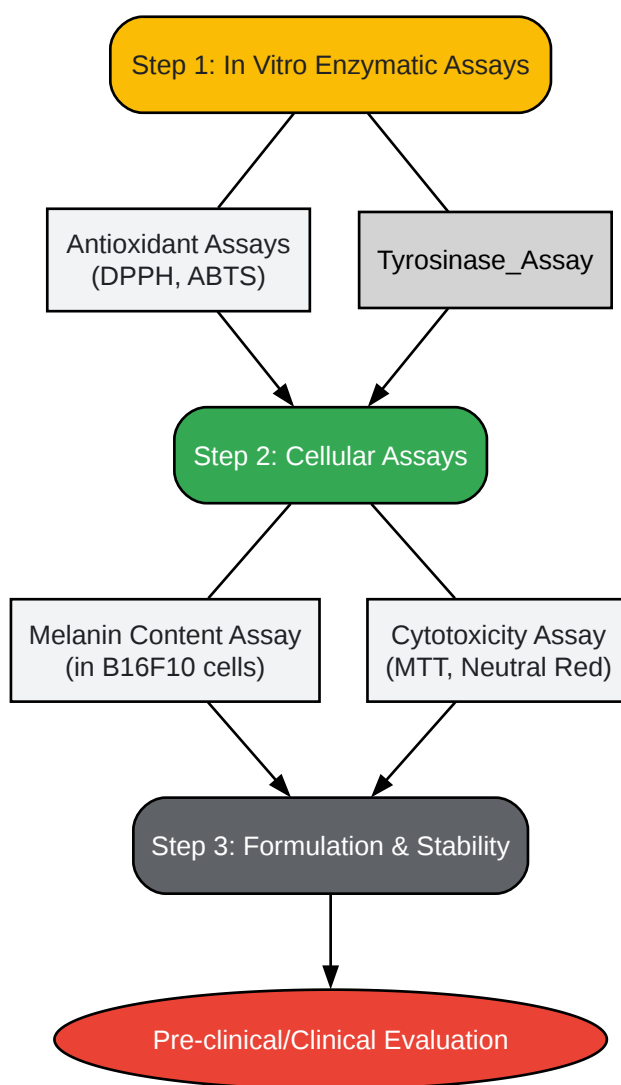 Step 1: In Vitro Enzymatic Assays
Antioxidant Assays
(DPPH, ABTS)
Tyrosinase_Assay
Step 2: Cellular Assays
Melanin Content Assay
(in B16F10 cells)
Cytotoxicity Assay
(MTT, Neutral Red)
Step 3: Formulation & Stability
Pre-clinical/Clinical Evaluation